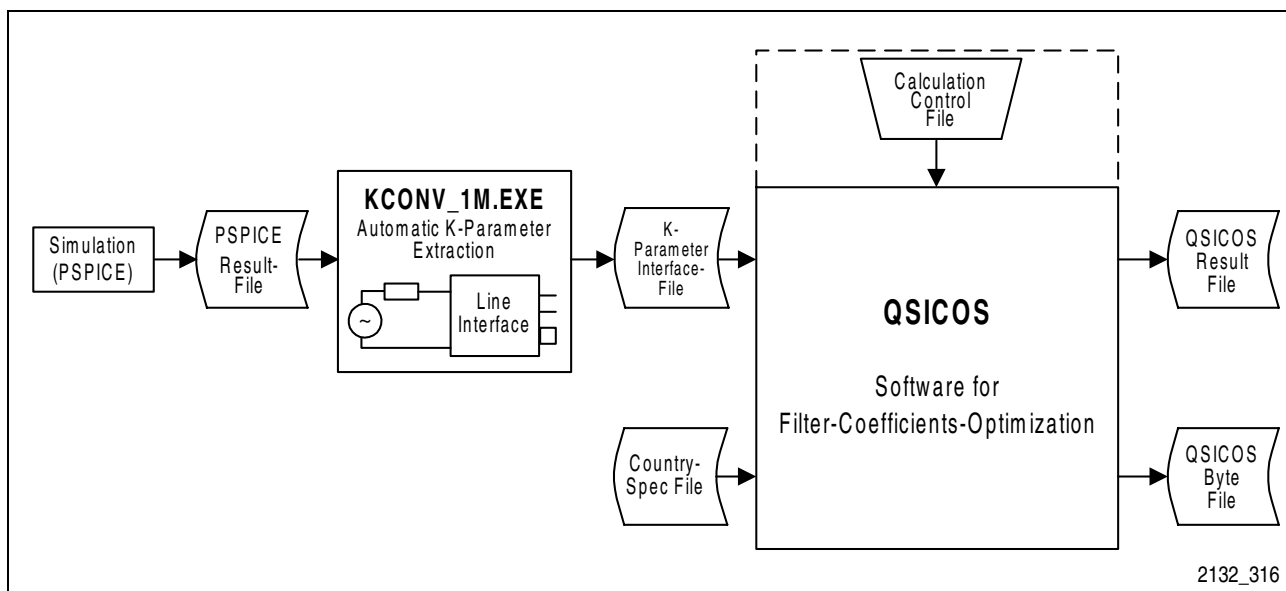 Simulation
(PSPICE)
PSPICE
Result-
File
KCONV_1M.EXE
Automatic K-Parameter
Extraction
~
Line
Interface
K-
Parameter
Interface-
File
Country-
Spec File
Calculation
Control
File
QSICOS
Software for
Filter-Coefficients-Optimization
QSICOS
Result
File
QSICOS
Byte
File
2132_316